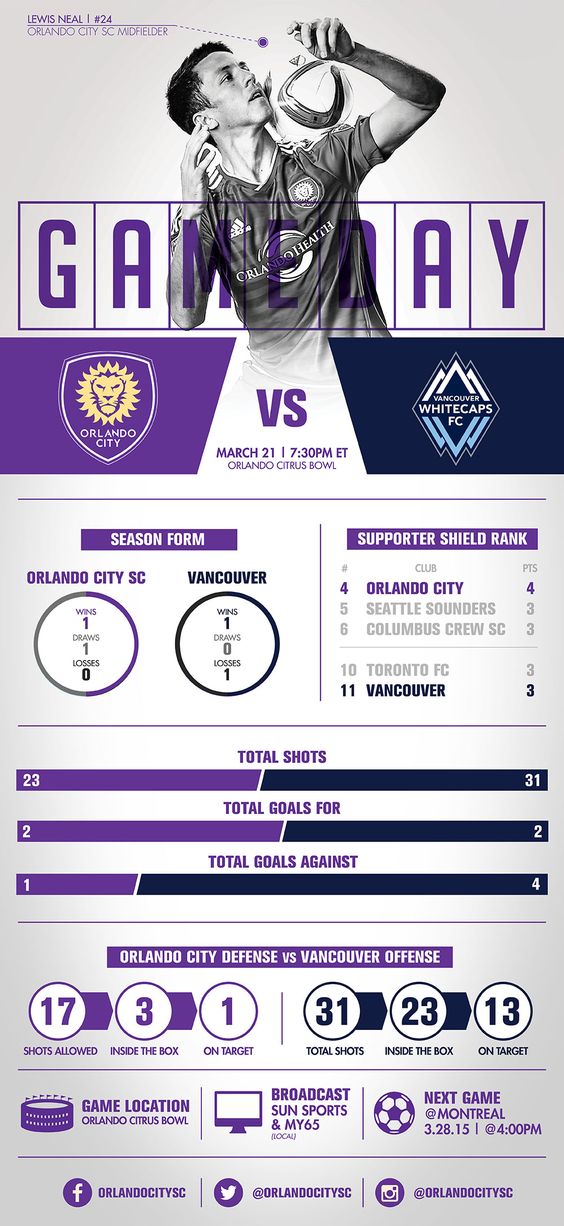 LEWIS NEAL | #24
ORLANDO CITY SC MIDFIELDER
adidas
ORLANDO HEALTH
GAMEDAY
ORLANDO
CITY
VS
MARCH 21 | 7:30PM ET
ORLANDO CITRUS BOWL
VANCOUVER
WHITECAPS
FC
SEASON FORM
ORLANDO CITY SC
WINS
1
DRAWS
1
LOSSES
0
VANCOUVER
WINS
1
DRAWS
0
LOSSES
1
SUPPORTER SHIELD RANK
# CLUB PTS
4 ORLANDO CITY 4
5 SEATTLE SOUNDERS 3
6 COLUMBUS CREW SC 3
10 TORONTO FC 3
11 VANCOUVER 3
TOTAL SHOTS
23 31
TOTAL GOALS FOR
2 2
TOTAL GOALS AGAINST
1 4
ORLANDO CITY DEFENSE vs VANCOUVER OFFENSE
17 3 1
SHOTS ALLOWED INSIDE THE BOX ON TARGET
31 23 13
TOTAL SHOTS INSIDE THE BOX ON TARGET
GAME LOCATION
ORLANDO CITRUS BOWL
BROADCAST
SUN SPORTS
& MY65
(LOCAL)
NEXT GAME
@MONTREAL
3.28.15 | @4:00PM
ORLANDOCITYSC
@ORLANDOCITYSC
@ORLANDOCITYSC